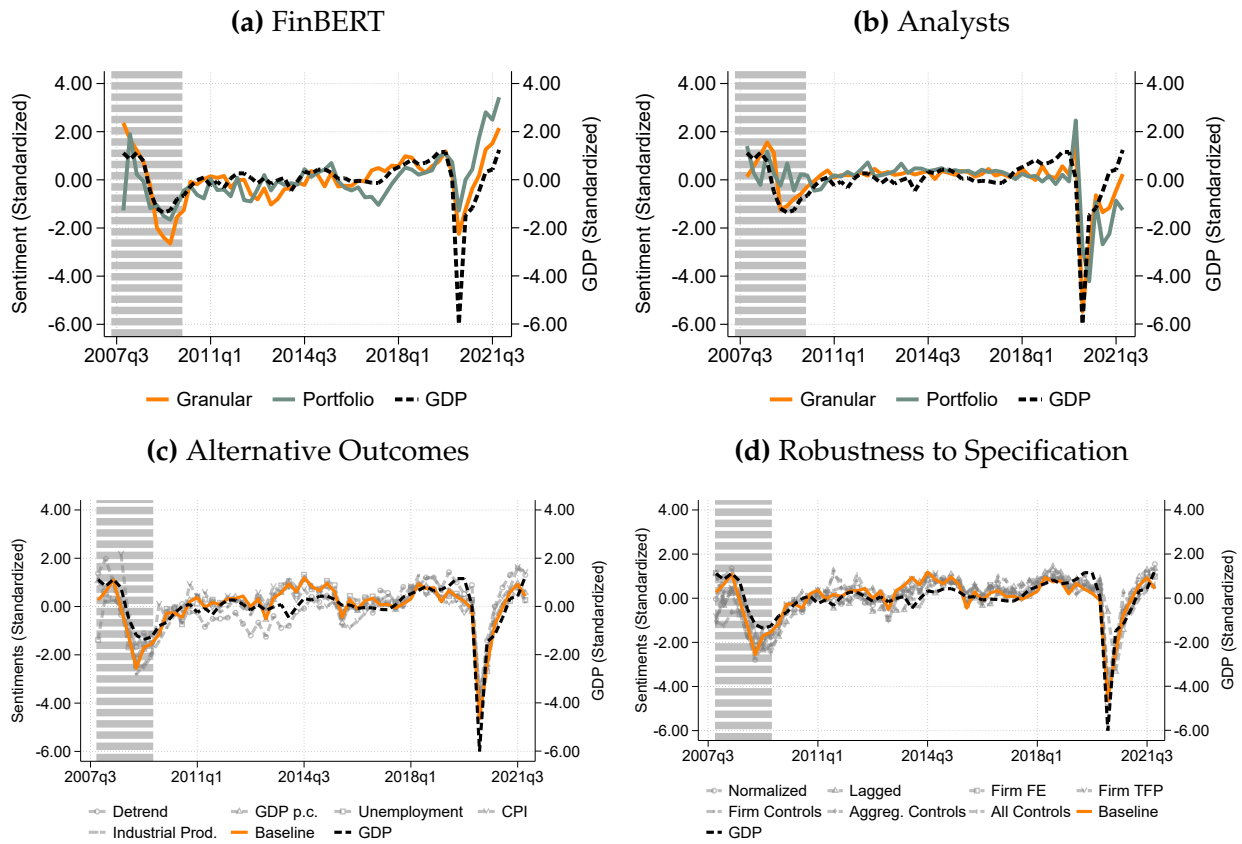 (a) FinBERT
Sentiment (Standardized)
4.00
2.00
0.00
-2.00
-4.00
-6.00
4.00
2.00
0.00
-2.00
-4.00
-6.00
GDP (Standardized)
2007q3 2011q1 2014q3 2018q1 2021q3
Granular Portfolio GDP
(b) Analysts
Sentiment (Standardized)
4.00
2.00
0.00
-2.00
-4.00
-6.00
4.00
2.00
0.00
-2.00
-4.00
-6.00
GDP (Standardized)
2007q3 2011q1 2014q3 2018q1 2021q3
Granular Portfolio GDP
(c) Alternative Outcomes
Sentiments (Standardized)
4.00
2.00
0.00
-2.00
-4.00
-6.00
4.00
2.00
0.00
-2.00
-4.00
-6.00
GDP (Standardized)
2007q3 2011q1 2014q3 2018q1 2021q3
Detrend GDP p.c. Unemployment CPI
Industrial Prod. Baseline GDP
(d) Robustness to Specification
Sentiments (Standardized)
4.00
2.00
0.00
-2.00
-4.00
-6.00
4.00
2.00
0.00
-2.00
-4.00
-6.00
GDP (Standardized)
2007q3 2011q1 2014q3 2018q1 2021q3
Normalized Lagged Firm FE Firm TFP
Firm Controls Aggreg. Controls All Controls Baseline
GDP